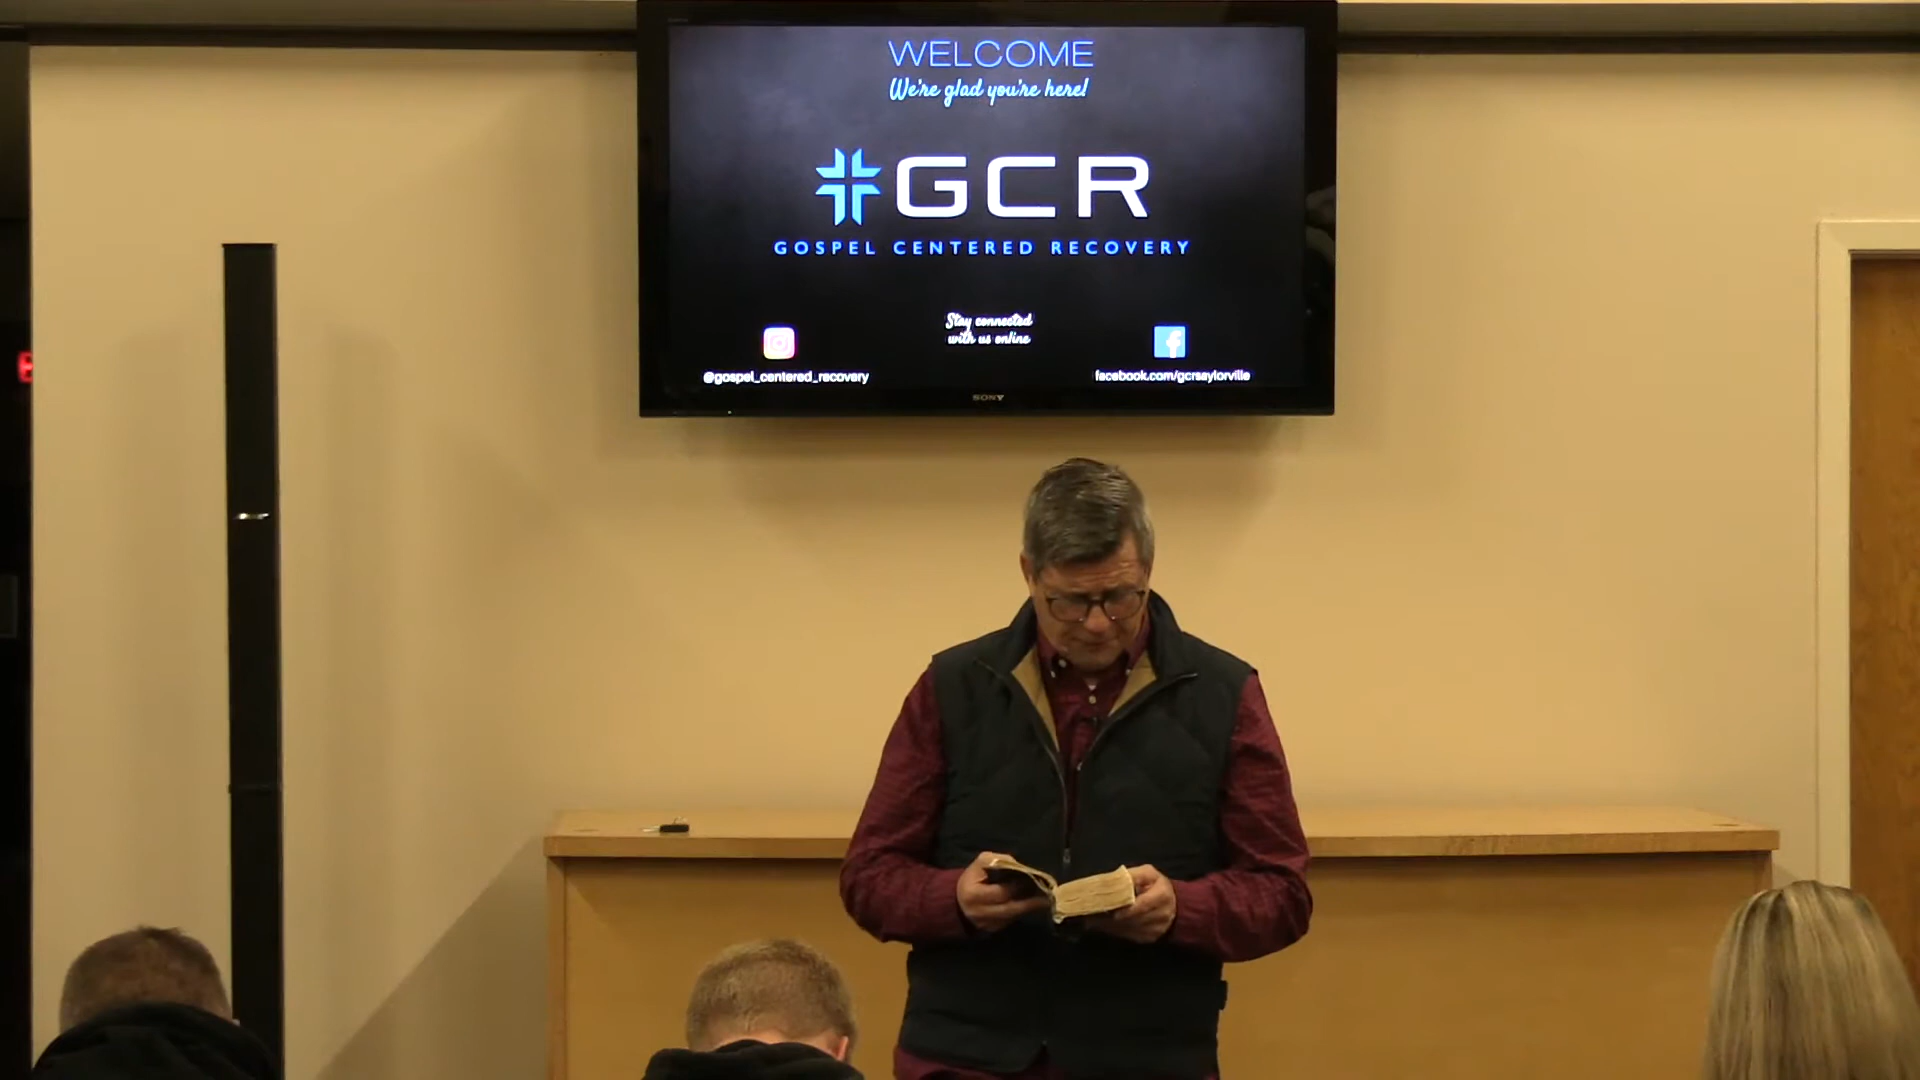 WELCOME
We're glad you're here!
GCR
GOSPEL CENTERED RECOVERY
Stay connected
with us online
@gospel_centered_recovery
facebook.com/gcrsaylorville
SONY